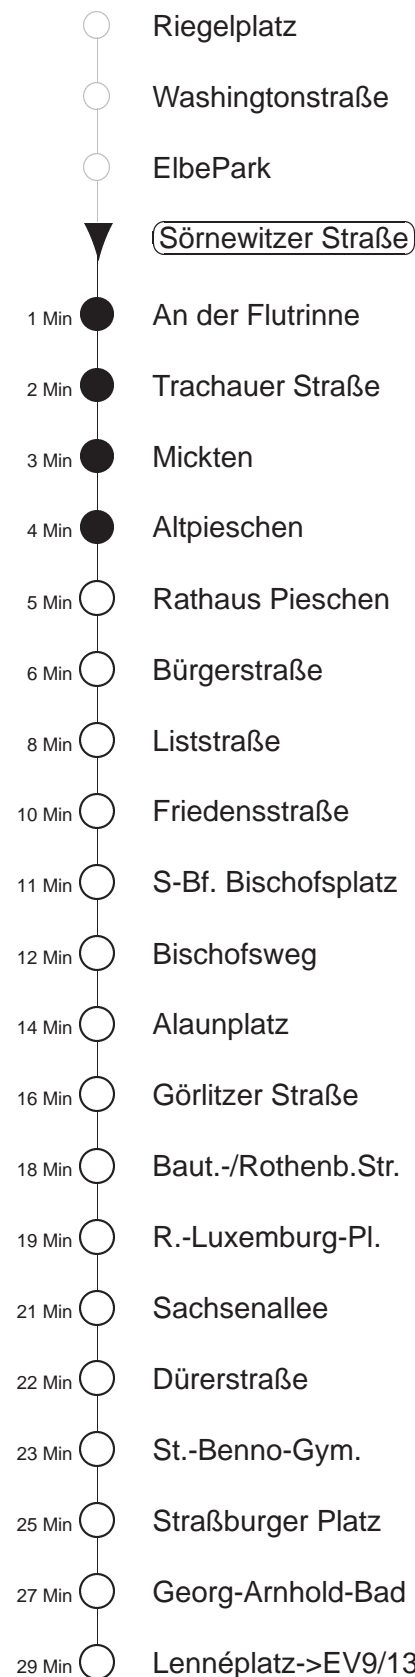 Riegelplatz
Washingtonstraße
ElbePark
Sörnewitzer Straße
1 Min An der Flutrinne
2 Min Trachauer Straße
3 Min Mickten
4 Min Altpieschen
5 Min Rathaus Pieschen
6 Min Bürgerstraße
8 Min Liststraße
10 Min Friedensstraße
11 Min S-Bf. Bischofsplatz
12 Min Bischofsweg
14 Min Alaunplatz
16 Min Görlitzer Straße
18 Min Baut.-/Rothenb.Str.
19 Min R.-Luxemburg-Pl.
21 Min Sachsenallee
22 Min Dürerstraße
23 Min St.-Benno-Gym.
25 Min Straßburger Platz
27 Min Georg-Arnhold-Bad
29 Min Lennéplatz->EV9/13